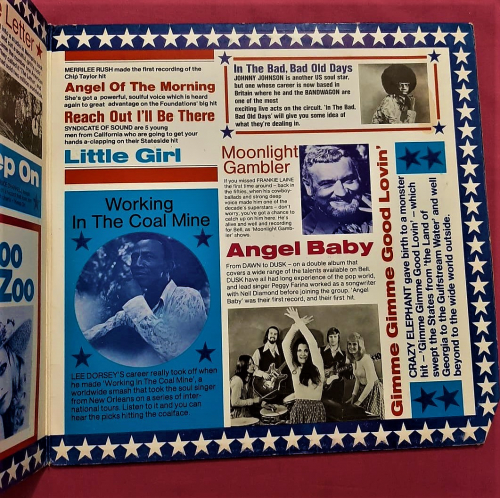 Letter
ep On
oo
Zoo
MERRILEE RUSH made the first recording of the
Chip Taylor hit
Angel Of The Morning
She's got a powerful, soulful voice which is heard
again to great advantage on the Foundations' big hit
Reach Out I'll Be There
SYNDICATE OF SOUND are 5 young
men from California who are going to get your
hands a-clapping on their Stateside hit
Little Girl
Working
In The Coal Mine
LEE DORSEY'S career really took off when
he made 'Working in The Coal Mine', a
worldwide smash that took the soul singer
from New Orleans on a series of inter-
national tours. Listen to it and you can
hear the picks hitting the coalface.
In The Bad, Bad Old Days
JOHNNY JOHNSON is another US soul star,
but one whose career is now based in
Britain where he and the BANDWAGON are
one of the most
exciting live acts on the circuit. 'In The Bad,
Bad Old Days' will give you some idea of
what they're dealing in.
Moonlight
Gambler
If you missed FRANKIE LAINE
the first time around – back in
the fifties, when his cowboy-
ballads and strong deep
voice made him one of the
decade's superstars – don't
worry, you've got a chance to
catch up on him here. He's
alive and well and recording
for Bell, as 'Moonlight Gamb-
ler' shows.
Angel Baby
From DAWN to DUSK – on a double album that
covers a wide range of the talents available on Bell.
DUSK have all had long experience of the pop world,
and lead singer Peggy Farina worked as a songwriter
with Neil Diamond before joining the group. 'Angel
Baby' was their first record, and their first hit.
Gimme Gimme Good Lovin'
CRAZY ELEPHANT gave birth to a monster
hit – 'Gimme Gimme Good Lovin' – which
swept the States from 'the Land of
Georgia to the Gulfstream Water' and well
beyond to the wide world outside.